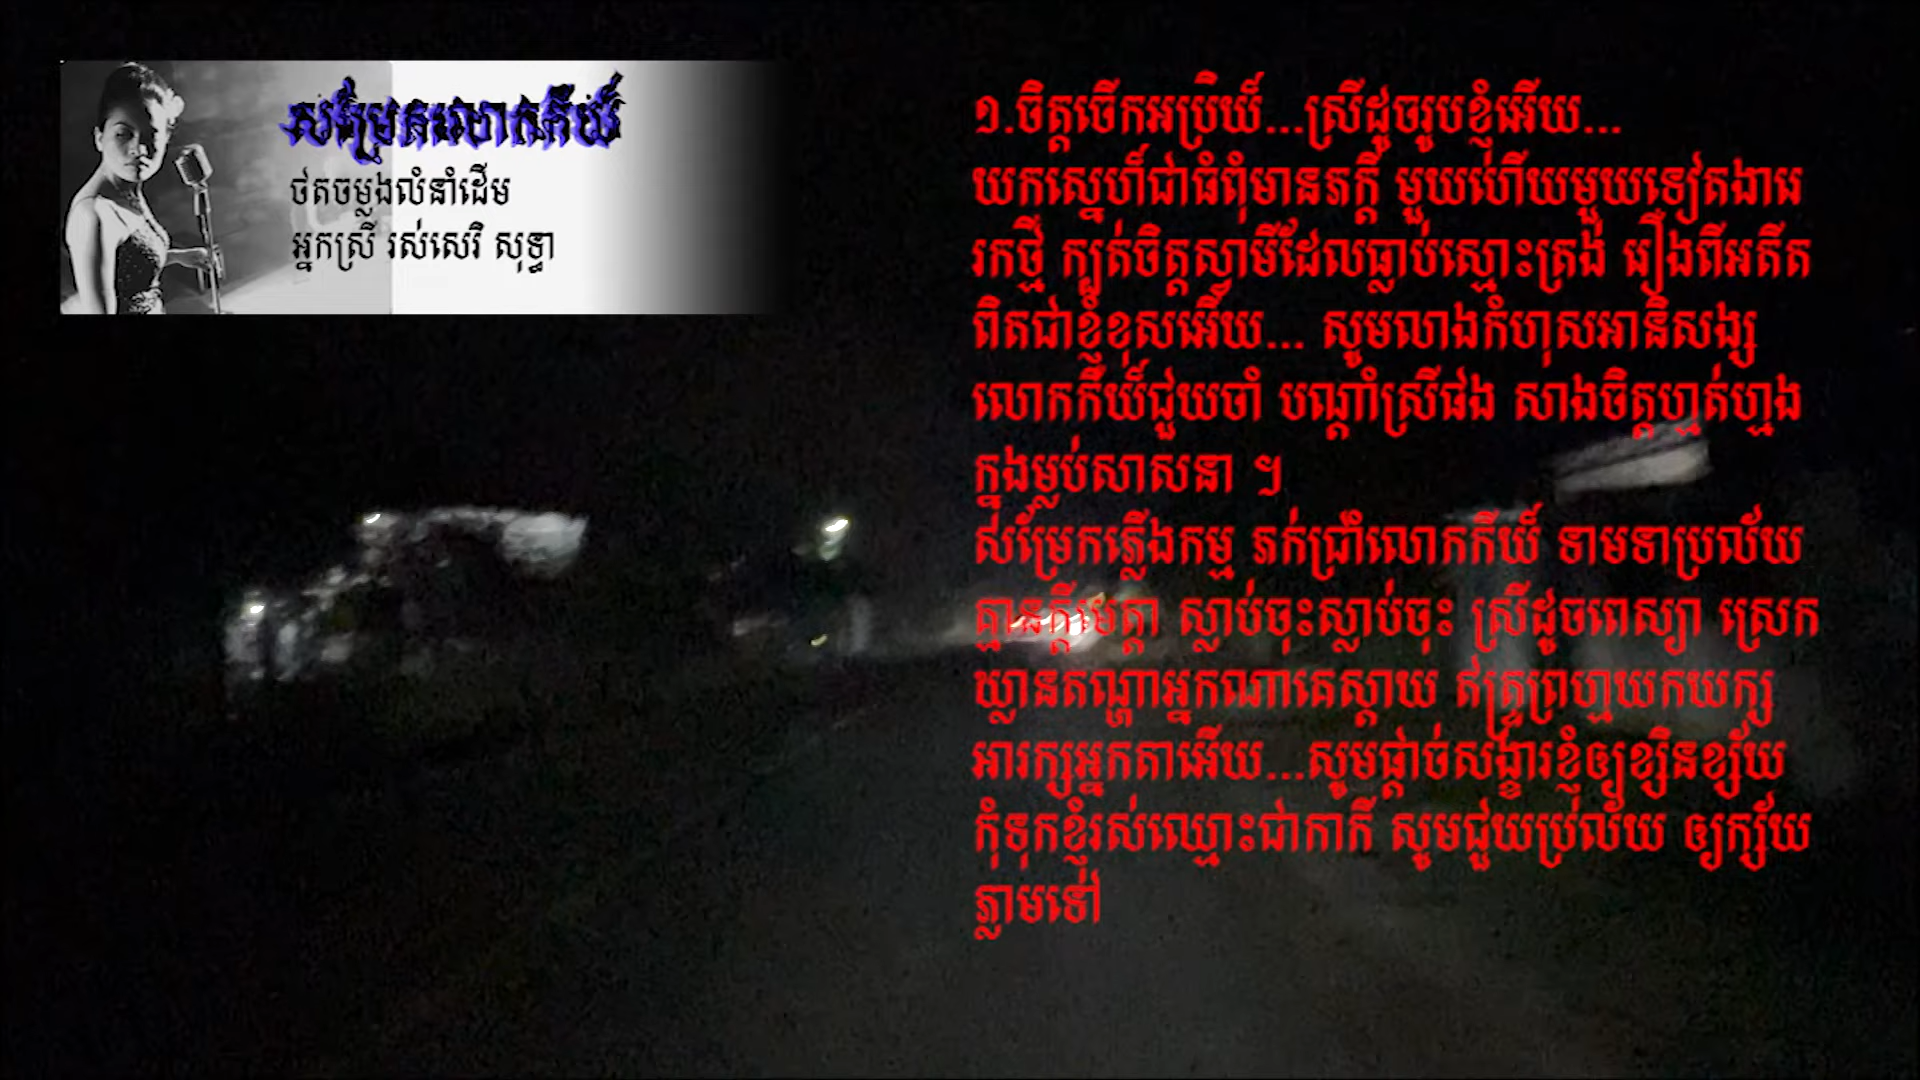 សម្រែកលោកកីយ៍
ថតចម្លងលំនាំដើម
អ្នកស្រី រស់សេរី សុទ្ធា
១.ចិត្តចើកអប្រិយ៍...ស្រីដូចរូបខ្ញុំអើយ...
យកស្នេហ៍ជាធំពុំមានភក្ដី មួយហើយមួយទៀតងារេ
រកថ្មី ក្បត់ចិត្តស្វាមីដែលធ្លាប់ស្មោះត្រង់ រឿងពីអតីត
ពិតជាខ្ញុំខុសអើយ... សូមលាងកំហុសអានិសង្ស
លោកកីយ៍ជួយចាំ បណ្ដាំស្រីផង សាងចិត្តហ្មត់ហ្មង
ក្នុងម្លប់សាសនា ។
សម្រែកភ្លើងកម្ម ភក់ជ្រាំលោកកីយ៍ ទាមទាប្រល័យ
គ្មានក្ដីមេត្តា ស្លាប់ចុះស្លាប់ចុះ ស្រីដូចពេស្យា ស្រេក
ឃ្លានតណ្ហាអ្នកណាគេស្ដាយ ឥន្ទ្រព្រហ្មយកយក្ស
អារក្សអ្នកតាអើយ...សូមផ្ដាច់សង្ខារខ្ញុំឲ្យខ្សិនខ្ស័យ
កុំទុកខ្ញុំរស់ឈ្មោះជាកាកី សូមជួយប្រល័យ ឲ្យក្ស័យ
ភ្លាមទៅ